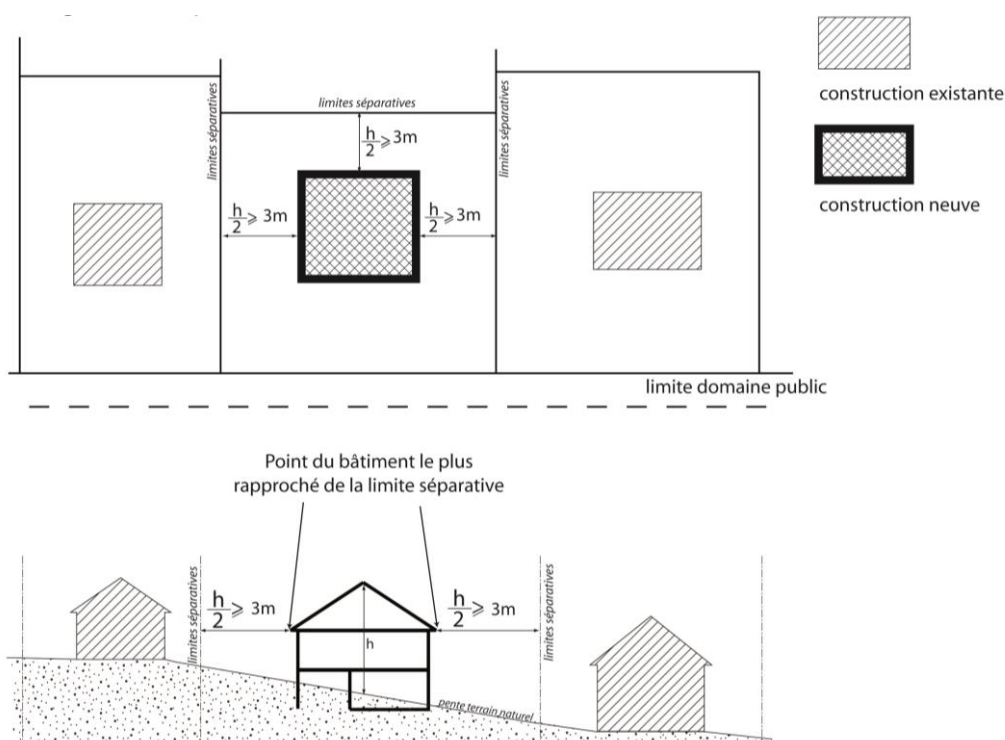 construction existante
construction neuve
limites séparatives
limites séparatives
limites séparatives
h/2 ⩾ 3m
h/2 ⩾ 3m
h/2 ⩾ 3m
limite domaine public
Point du bâtiment le plus
rapproché de la limite séparative
limites séparatives
limites séparatives
h/2 ⩾ 3m
h/2 ⩾ 3m
h
pente terrain naturel